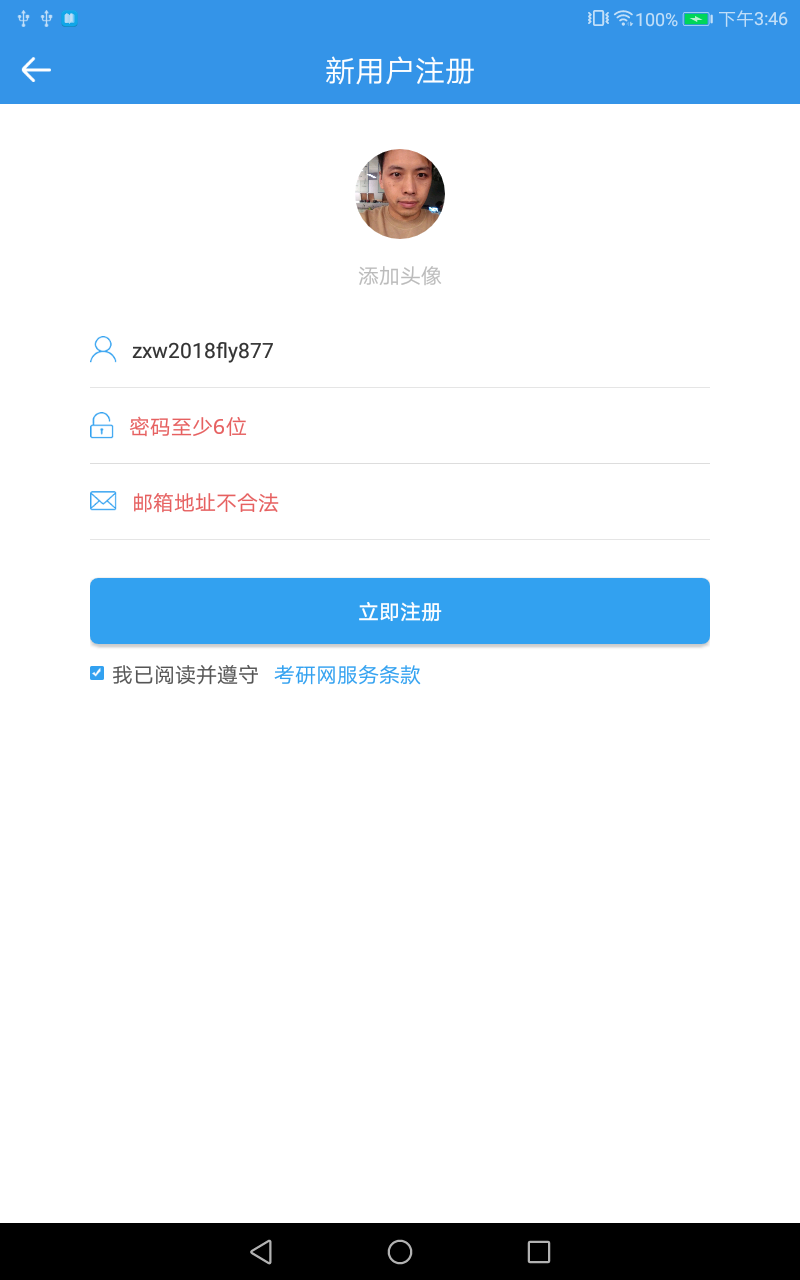 100% 下午3:46
新用户注册
添加头像
zxw2018fly877
密码至少6位
邮箱地址不合法
立即注册
我已阅读并遵守 考研网服务条款